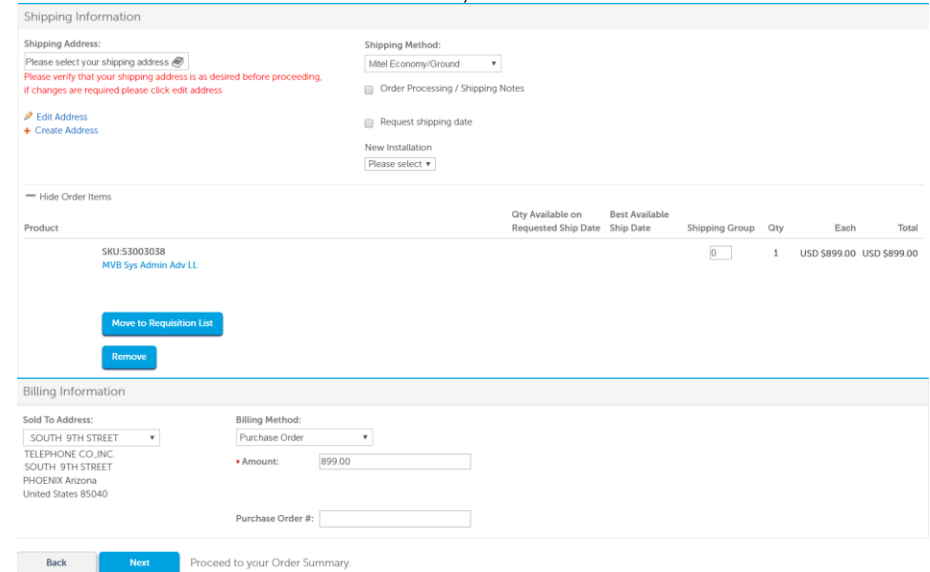 Shipping Information
Shipping Address:
Please select your shipping address
Please verify that your shipping address is as desired before proceeding,
if changes are required please click edit address
Edit Address
+ Create Address
Shipping Method:
Mitel Economy/Ground
Order Processing / Shipping Notes
Request shipping date
New Installation
Please select
Hide Order Items
Product
Qty Available on
Requested Ship Date
Best Available
Ship Date
Shipping Group
Qty
Each
Total
SKU:53003038
MVB Sys Admin Adv LL
0
1
USD $899.00
USD $899.00
Move to Requisition List
Remove
Billing Information
Sold To Address:
SOUTH 9TH STREET
TELEPHONE CO.,INC.
SOUTH 9TH STREET
PHOENIX Arizona
United States 85040
Billing Method:
Purchase Order
• Amount: 899.00
Purchase Order #:
Back
Next
Proceed to your Order Summary.